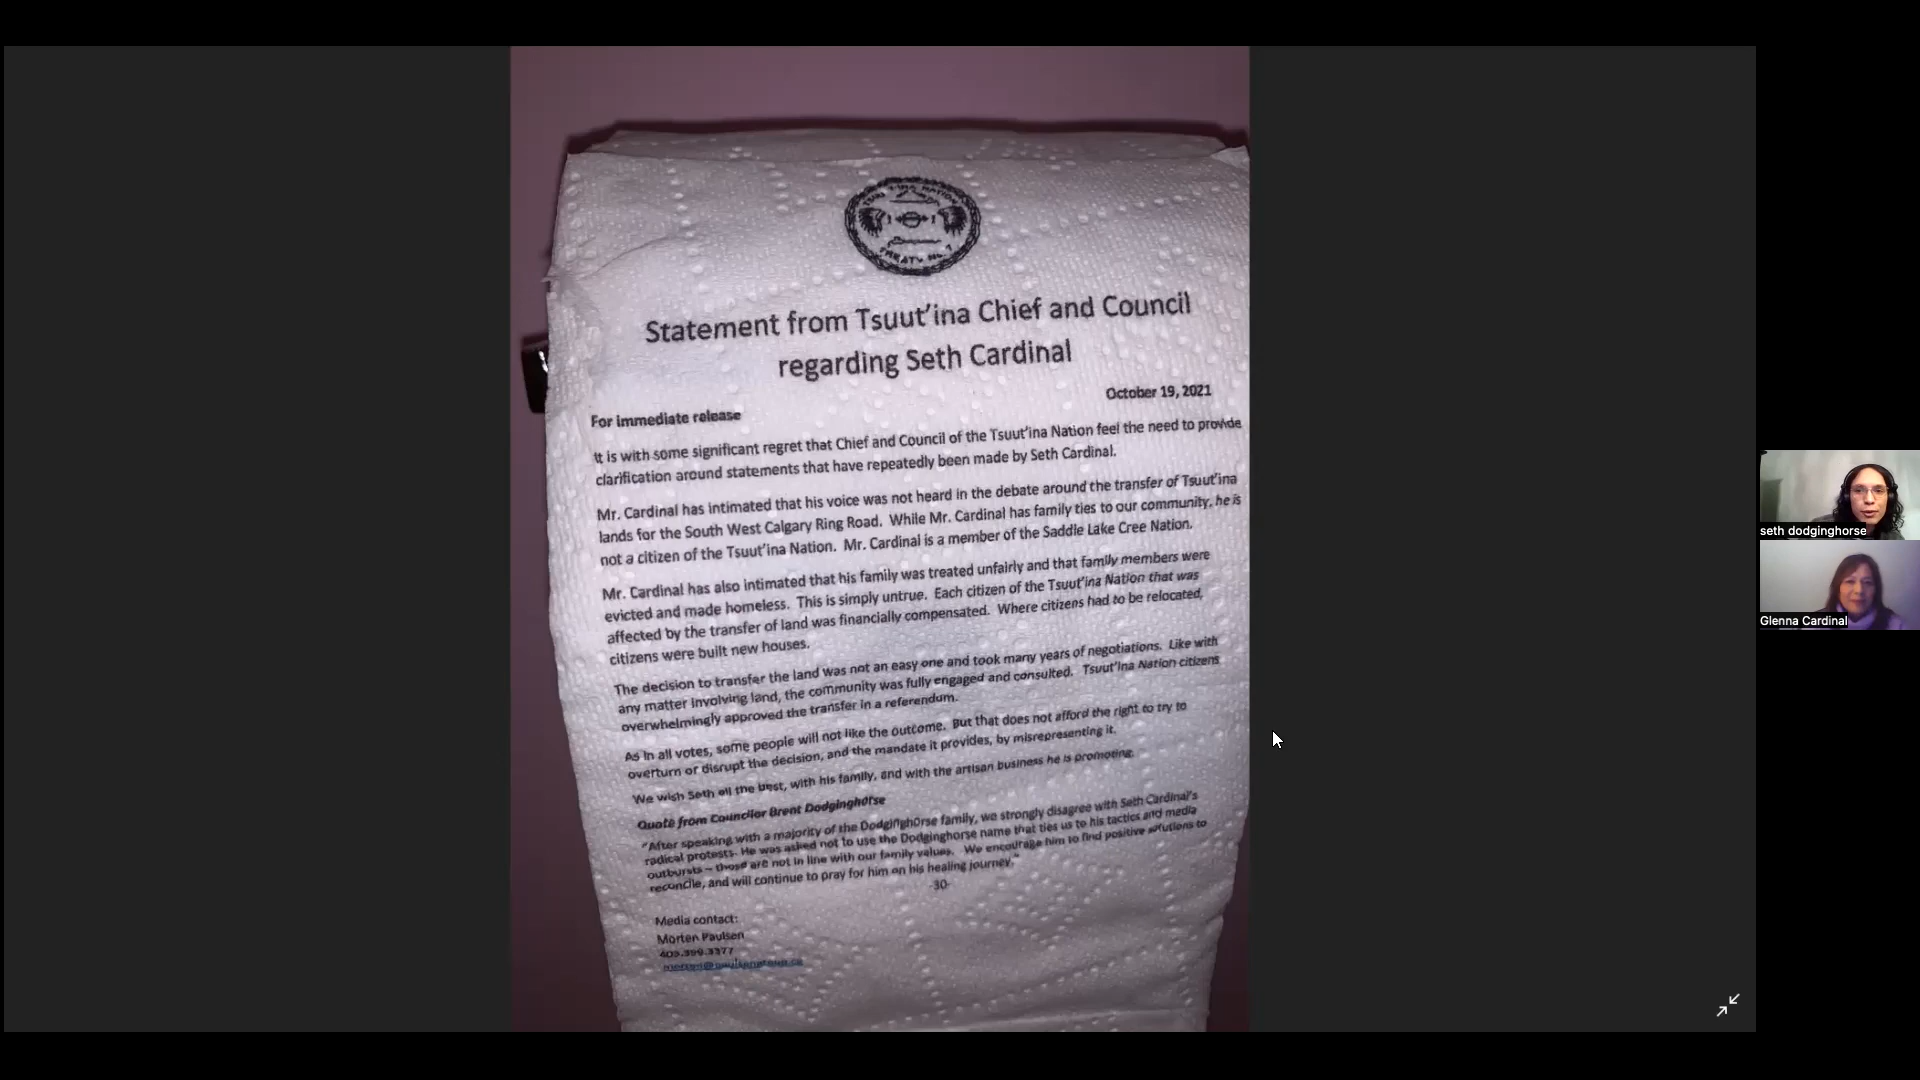 TSUU T'INA NATION
TREATY No. 7
Statement from Tsuut'ina Chief and Council
regarding Seth Cardinal
October 19, 2021
For immediate release
It is with some significant regret that Chief and Council of the Tsuut'ina Nation feel the need to provide
clarification around statements that have repeatedly been made by Seth Cardinal.
Mr. Cardinal has intimated that his voice was not heard in the debate around the transfer of Tsuut'ina
lands for the South West Calgary Ring Road. While Mr. Cardinal has family ties to our community, he is
not a citizen of the Tsuut'ina Nation. Mr. Cardinal is a member of the Saddle Lake Cree Nation.
Mr. Cardinal has also intimated that his family was treated unfairly and that family members were
evicted and made homeless. This is simply untrue. Each citizen of the Tsuut'ina Nation that was
affected by the transfer of land was financially compensated. Where citizens had to be relocated,
citizens were built new houses.
The decision to transfer the land was not an easy one and took many years of negotiations. Like with
any matter involving land, the community was fully engaged and consulted. Tsuut'ina Nation citizens
overwhelmingly approved the transfer in a referendum.
As in all votes, some people will not like the outcome. But that does not afford the right to try to
overturn or disrupt the decision, and the mandate it provides, by misrepresenting it.
We wish Seth all the best, with his family, and with the artisan business he is promoting.
Quote from Councilor Brent Dodginghorse
"After speaking with a majority of the Dodginghorse family, we strongly disagree with Seth Cardinal's
radical protests. He was asked not to use the Dodginghorse name that ties us to his tactics and media
outbursts – those are not in line with our family values. We encourage him to find positive solutions to
reconcile, and will continue to pray for him on his healing journey."
-30-
Media contact:
Morten Paulsen
403.399.3377
seth dodginghorse
Glenna Cardinal